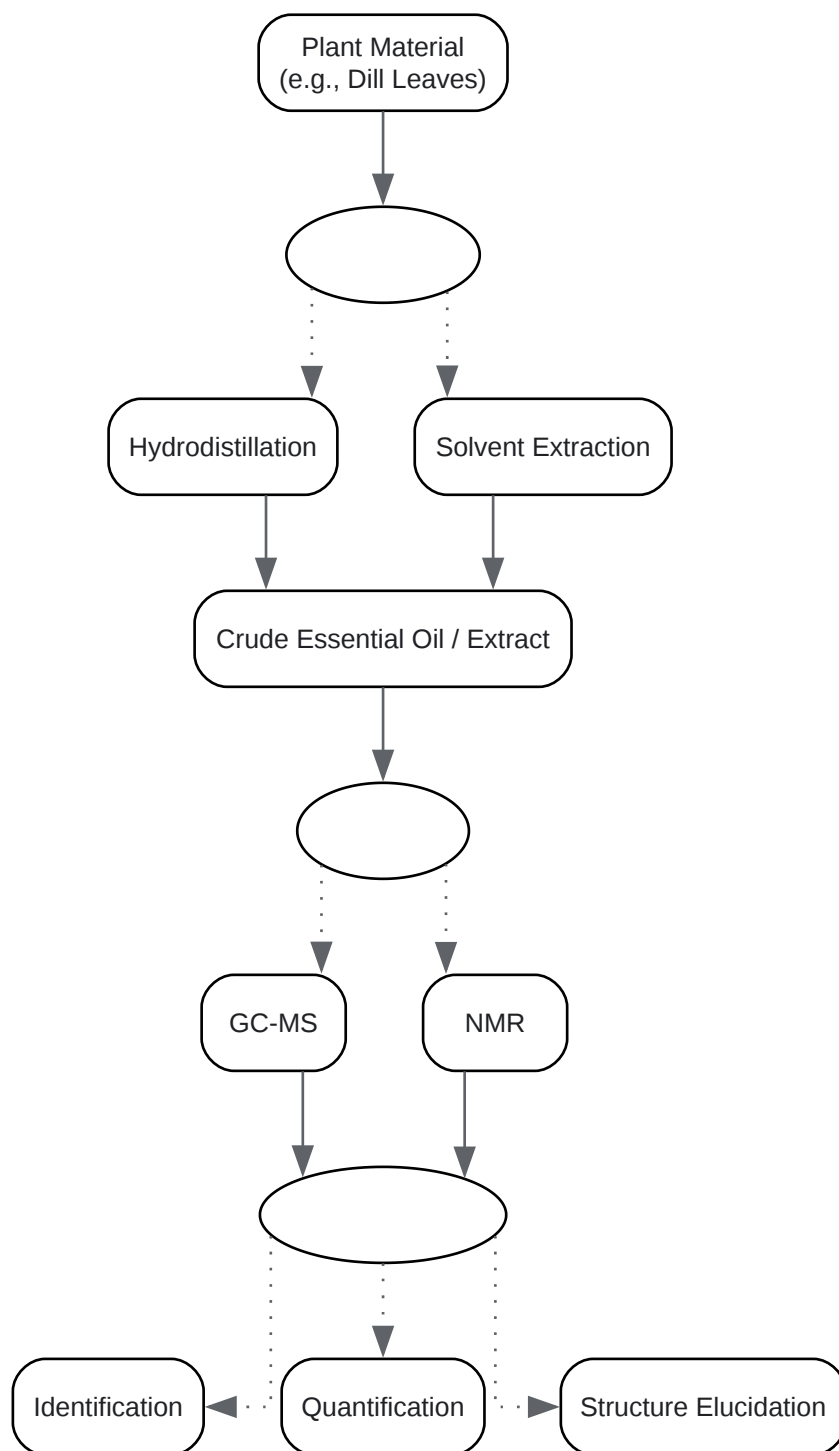 Plant Material
(e.g., Dill Leaves)
Hydrodistillation
Solvent Extraction
Crude Essential Oil / Extract
GC-MS
NMR
Identification
Quantification
Structure Elucidation